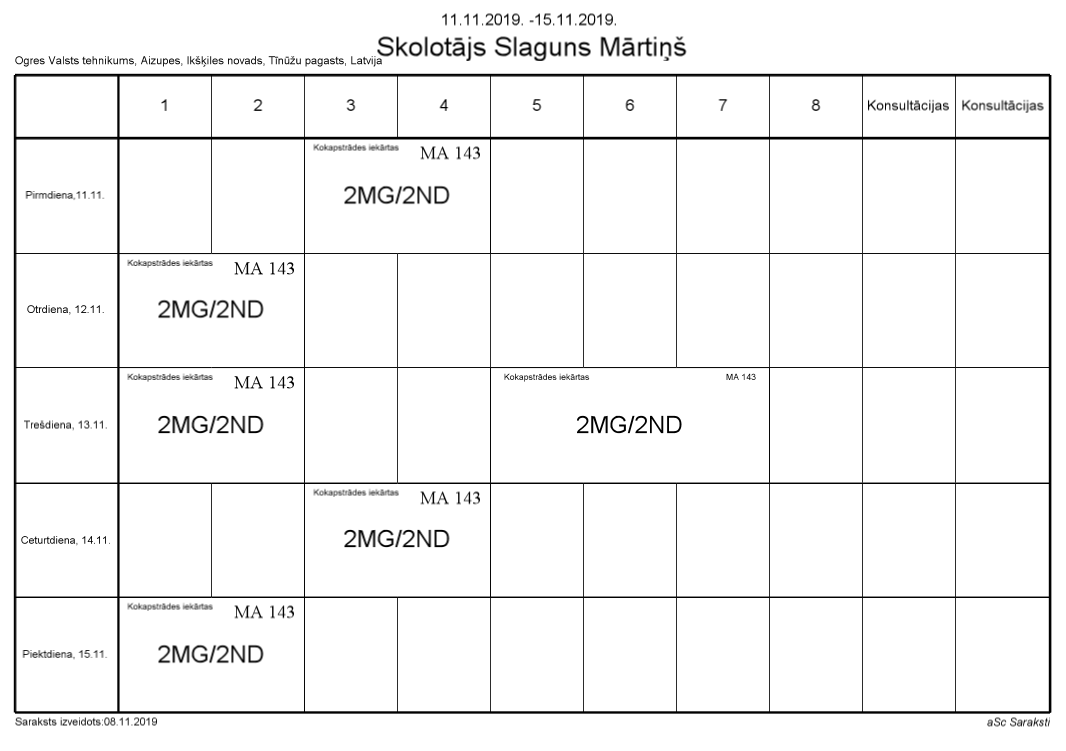 11.11.2019. -15.11.2019.
Skolotājs Slaguns Mārtiņš
Ogres Valsts tehnikums, Aizupes, Ikšķiles novads, Tīnūžu pagasts, Latvija
1 2 3 4 5 6 7 8 Konsultācijas Konsultācijas
Kokapstrādes iekārtas MA 143
Pirmdiena,11.11. 2MG/2ND
Kokapstrādes iekārtas MA 143
Otrdiena, 12.11. 2MG/2ND
Kokapstrādes iekārtas MA 143 Kokapstrādes iekārtas MA 143
Trešdiena, 13.11. 2MG/2ND 2MG/2ND
Kokapstrādes iekārtas MA 143
Ceturtdiena, 14.11. 2MG/2ND
Kokapstrādes iekārtas MA 143
Piektdiena, 15.11. 2MG/2ND
Saraksts izveidots:08.11.2019 aSc Saraksti